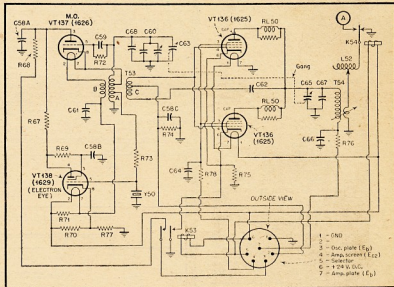 C58A
M.O.
VT137 (1626)
C59
R72
R68
C68
C60
C63
VT136 (1625)
RL50
A
K54
L52
Gang
B
A
C
T53
C62
C65
C67
T54
C61
R67
RL50
C58C
R74
VT136
(1625)
C66
R76
R69
C58B
R73
VT138
(1629)
(ELECTRON
EYE)
Y50
C64
R78
R75
R71
R70
R77
K53
OUTSIDE VIEW
1 - GND
2 -
3 - Osc. plate (Eb)
4 - Amp. screen (Ec2)
5 - Selector
6 - +24 V. D.C.
7 - Amp. plate (Eb)